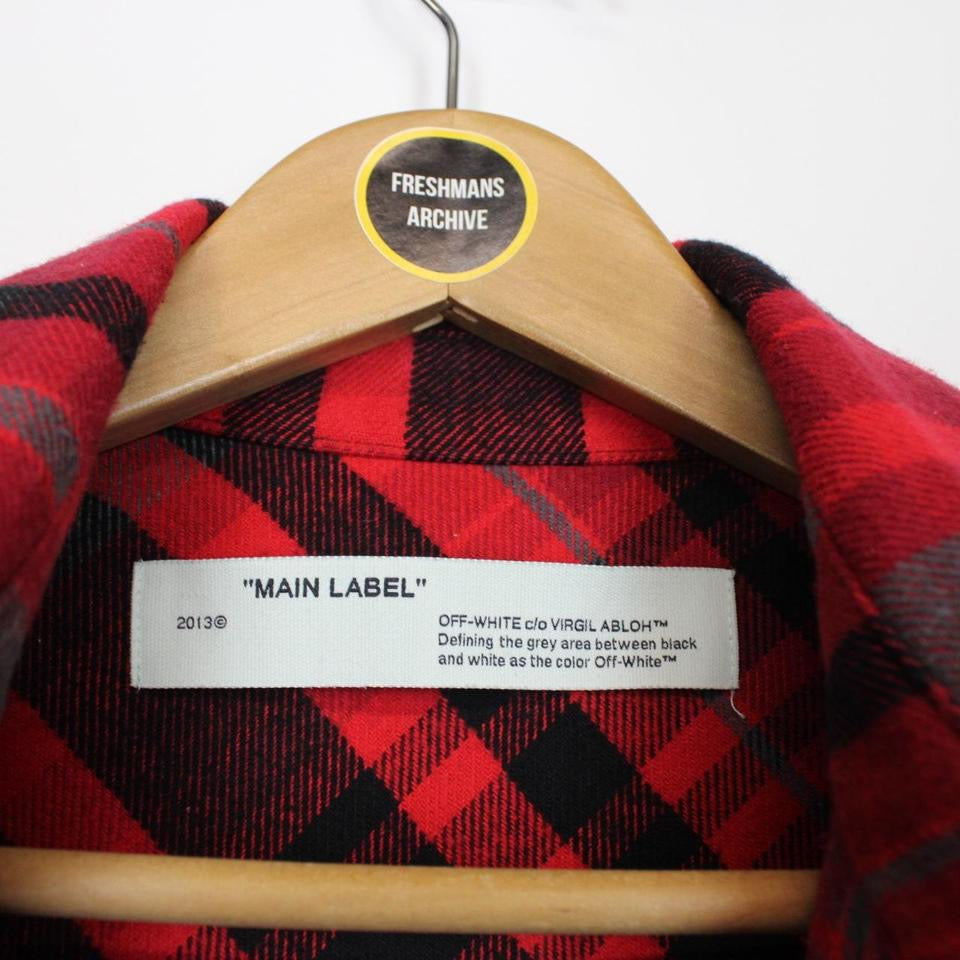 FRESHMANS
ARCHIVE
"MAIN LABEL"
2013©
OFF-WHITE c/o VIRGIL ABLOH™
Defining the grey area between black
and white as the color Off-White™